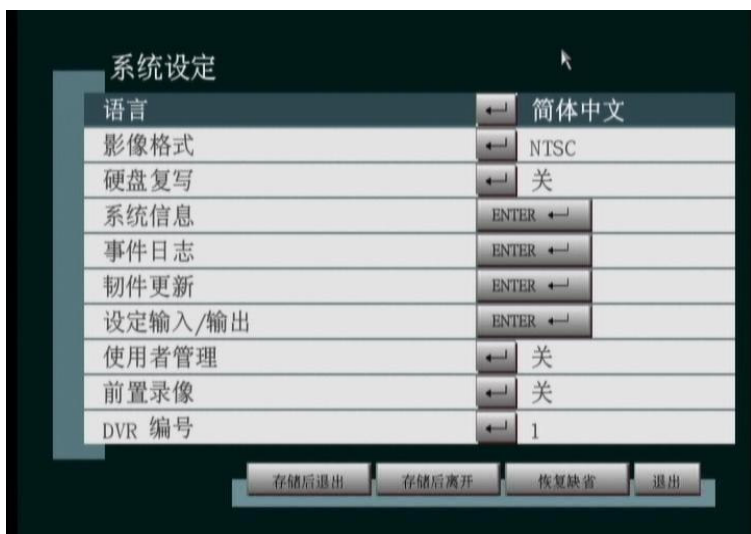 系统设定
语言 简体中文
影像格式 NTSC
硬盘复写 关
系统信息 ENTER
事件日志 ENTER
韧件更新 ENTER
设定输入/输出 ENTER
使用者管理 关
前置录像 关
DVR 编号 1
存储后退出 存储后离开 恢复缺省 退出